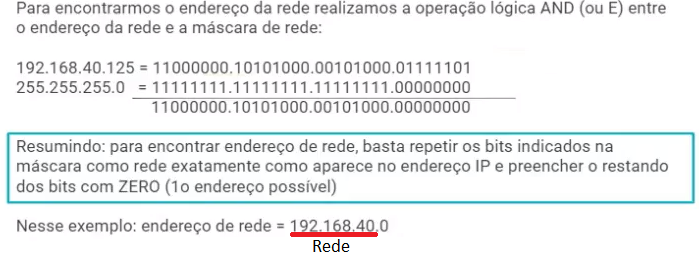 Para encontrarmos o endereço da rede realizamos a operação lógica AND (ou E) entre
o endereço da rede e a máscara de rede:
192.168.40.125 = 11000000.10101000.00101000.01111101
255.255.255.0 = 11111111.11111111.11111111.00000000
11000000.10101000.00101000.00000000
Resumindo: para encontrar endereço de rede, basta repetir os bits indicados na
máscara como rede exatamente como aparece no endereço IP e preencher o restando
dos bits com ZERO (1o endereço possível)
Nesse exemplo: endereço de rede = 192.168.40.0
Rede